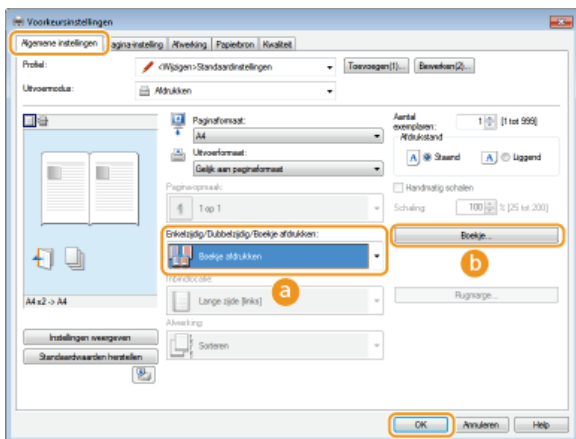 Voorkeursinstellingen
Algemene instellingen Pagina-instelling Afwerking Papierbron Kwaliteit
Profiel: <Wijzigen>Standaardinstellingen Toevoegen(1)... Bewerken(2)...
Uitvoermodus: Afdrukken
Paginaformaat:
A4
Uitvoerformaat:
Gelijk aan paginaformaat
Pagina-opmaak:
1 op 1
Enkelzijdig/Dubbelzijdig/Boekje afdrukken:
Boekje afdrukken
a
Inbindlocatie:
Lange zijde [links]
Afwerking:
Sorteren
Aantal exemplaren: 1 [1 tot 999]
Afdrukstand
A Staand A Liggend
Handmatig schalen
Schaling: 100 % [25 tot 200]
Boekje...
b
Rugmarge...
A4 x2 -> A4
Instellingen weergeven
Standaardwaarden herstellen
OK Annuleren Help